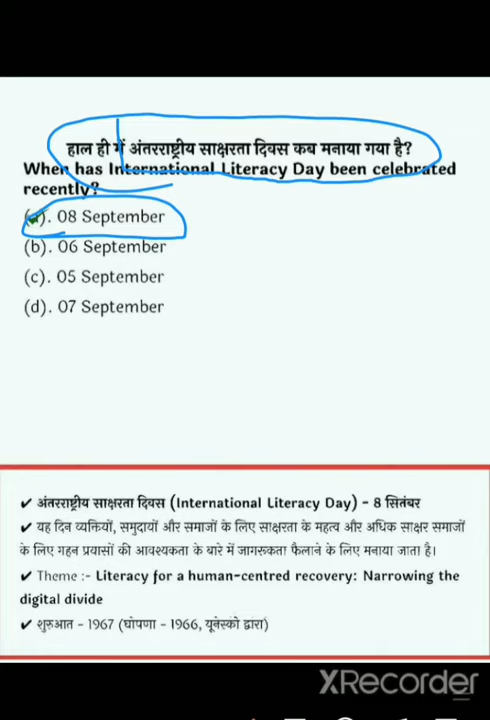 हाल ही में अंतरराष्ट्रीय साक्षरता दिवस कब मनाया गया है?
When has International Literacy Day been celebrated
recently?
(a). 08 September
(b). 06 September
(c). 05 September
(d). 07 September
✔ अंतरराष्ट्रीय साक्षरता दिवस (International Literacy Day) - 8 सितंबर
✔ यह दिन व्यक्तियों, समुदायों और समाजों के लिए साक्षरता के महत्व और अधिक साक्षर समाजों
के लिए गहन प्रयासों की आवश्यकता के बारे में जागरूकता फैलाने के लिए मनाया जाता है।
✔ Theme :- Literacy for a human-centred recovery: Narrowing the
digital divide
✔ शुरुआत - 1967 (घोषणा - 1966, यूनेस्को द्वारा)
XRecorder